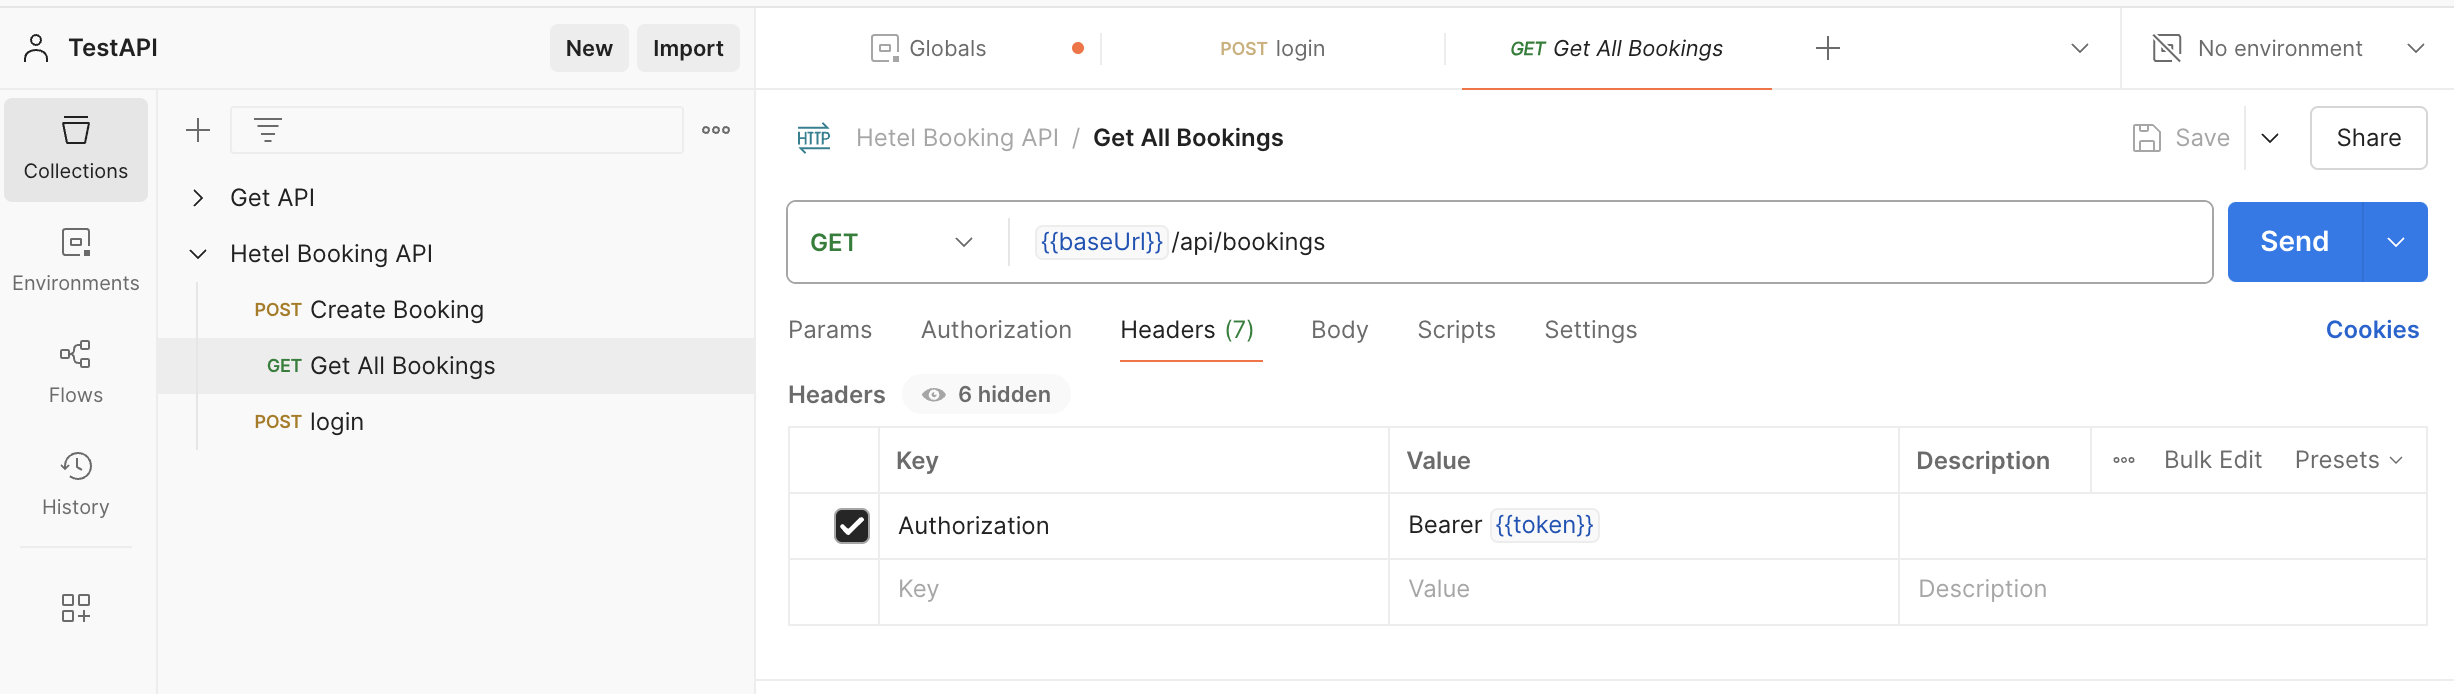 TestAPI
New
Import
Globals
POST login
GET Get All Bookings
No environment
Collections
Environments
Flows
History
Get API
Hetel Booking API
POST Create Booking
GET Get All Bookings
POST login
HTTP
Hetel Booking API / Get All Bookings
Save
Share
GET
{{baseUrl}}/api/bookings
Send
Params
Authorization
Headers (7)
Body
Scripts
Settings
Cookies
Headers
6 hidden
Key
Value
Description
Bulk Edit
Presets
Authorization
Bearer {{token}}
Key
Value
Description